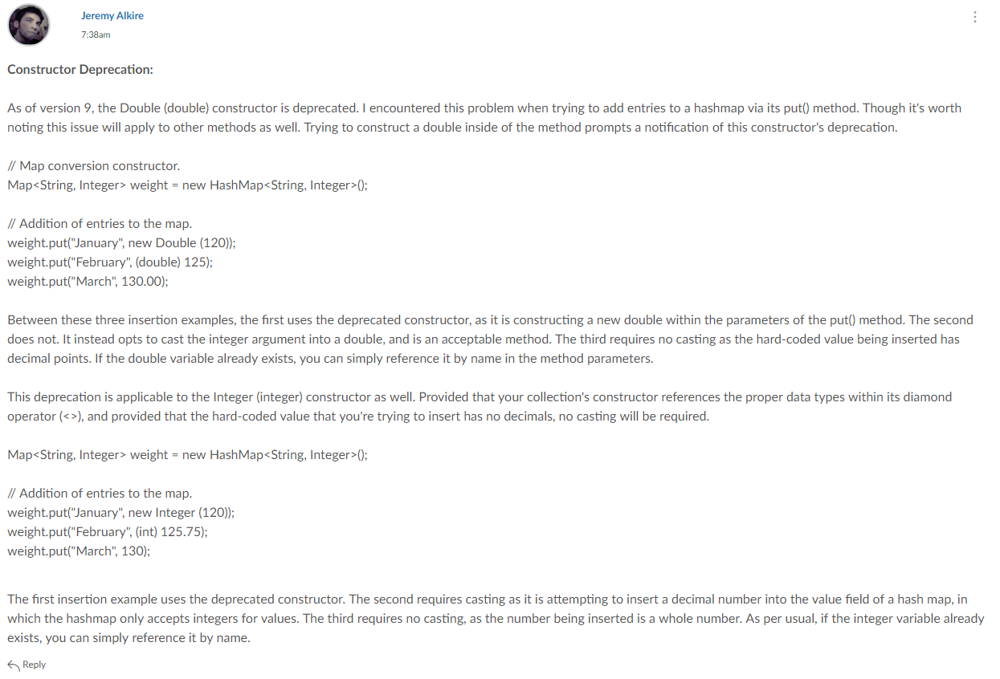 Jeremy Alkire
7:38am
Constructor Deprecation:
As of version 9, the Double (double) constructor is deprecated. I encountered this problem when trying to add entries to a hashmap via its put() method. Though it's worth
noting this issue will apply to other methods as well. Trying to construct a double inside of the method prompts a notification of this constructor's deprecation.
// Map conversion constructor.
Map<String, Integer> weight = new HashMap<String, Integer>();
// Addition of entries to the map.
weight.put("January", new Double (120));
weight.put("February", (double) 125);
weight.put("March", 130.00);
Between these three insertion examples, the first uses the deprecated constructor, as it is constructing a new double within the parameters of the put() method. The second
does not. It instead opts to cast the integer argument into a double, and is an acceptable method. The third requires no casting as the hard-coded value being inserted has
decimal points. If the double variable already exists, you can simply reference it by name in the method parameters.
This deprecation is applicable to the Integer (integer) constructor as well. Provided that your collection's constructor references the proper data types within its diamond
operator (<>), and provided that the hard-coded value that you're trying to insert has no decimals, no casting will be required.
Map<String, Integer> weight = new HashMap<String, Integer>();
// Addition of entries to the map.
weight.put("January", new Integer (120));
weight.put("February", (int) 125.75);
weight.put("March", 130);
The first insertion example uses the deprecated constructor. The second requires casting as it is attempting to insert a decimal number into the value field of a hash map, in
which the hashmap only accepts integers for values. The third requires no casting, as the number being inserted is a whole number. As per usual, if the integer variable already
exists, you can simply reference it by name.
Reply